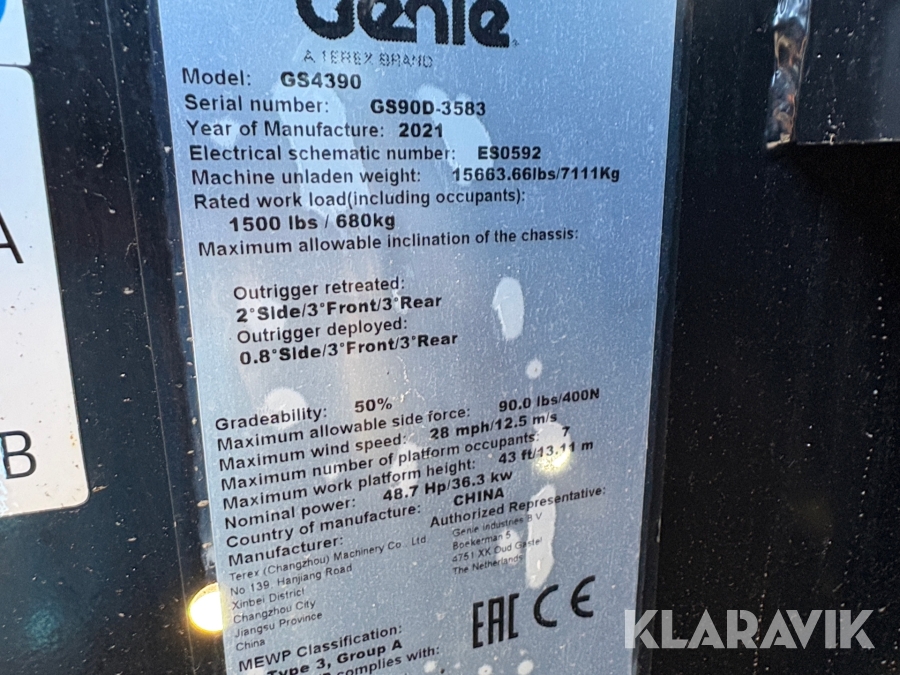 Genie
A TEREX BRAND
Model: GS4390
Serial number: GS90D-3583
Year of Manufacture: 2021
Electrical schematic number: ES0592
Machine unladen weight: 15663.66lbs/7111Kg
Rated work load(including occupants):
1500 lbs / 680kg
Maximum allowable inclination of the chassis:
Outrigger retreated:
2°Side/3°Front/3°Rear
Outrigger deployed:
0.8°Side/3°Front/3°Rear
Gradeability: 50%
Maximum allowable side force: 90.0 lbs/400N
Maximum wind speed: 28 mph/12.5 m/s
Maximum number of platform occupants: 7
Maximum work platform height: 43 ft/13.11 m
Nominal power: 48.7 Hp/36.3 kw
Country of manufacture: CHINA
Manufacturer:
Terex (Changzhou) Machinery Co., Ltd.
No 139, Hanjiang Road
Xinbei District
Changzhou City
Jiangsu Province
China
Authorized Representative:
Genie Industries B.V
Boekerman 5
4751 XK Oud Gastel
The Netherlands
EAC CE
MEWP Classification:
Type 3, Group A
complies with:
A
B
KLARAVIK